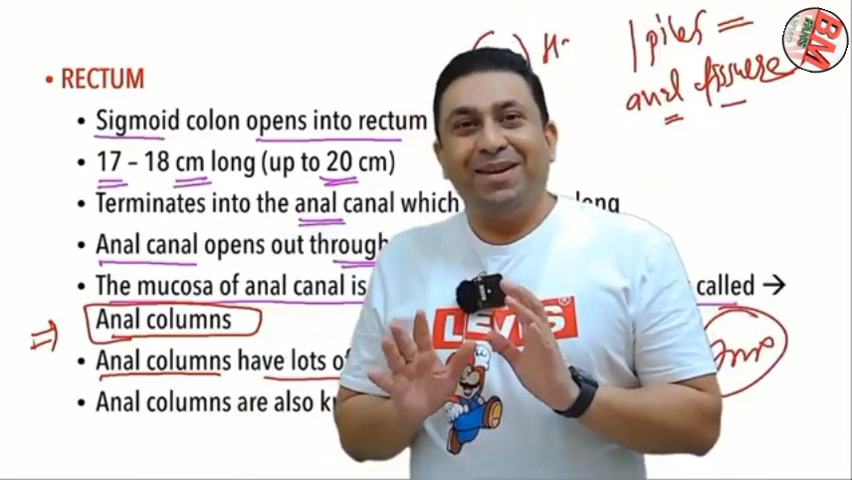 • RECTUM
• Sigmoid colon opens into rectum
• 17 – 18 cm long (up to 20 cm)
• Terminates into the anal canal which long
• Anal canal opens out through
• The mucosa of anal canal is called →
Anal columns
• Anal columns have lots of
• Anal columns are also
piles
anal fissure
BM
LEVI'S